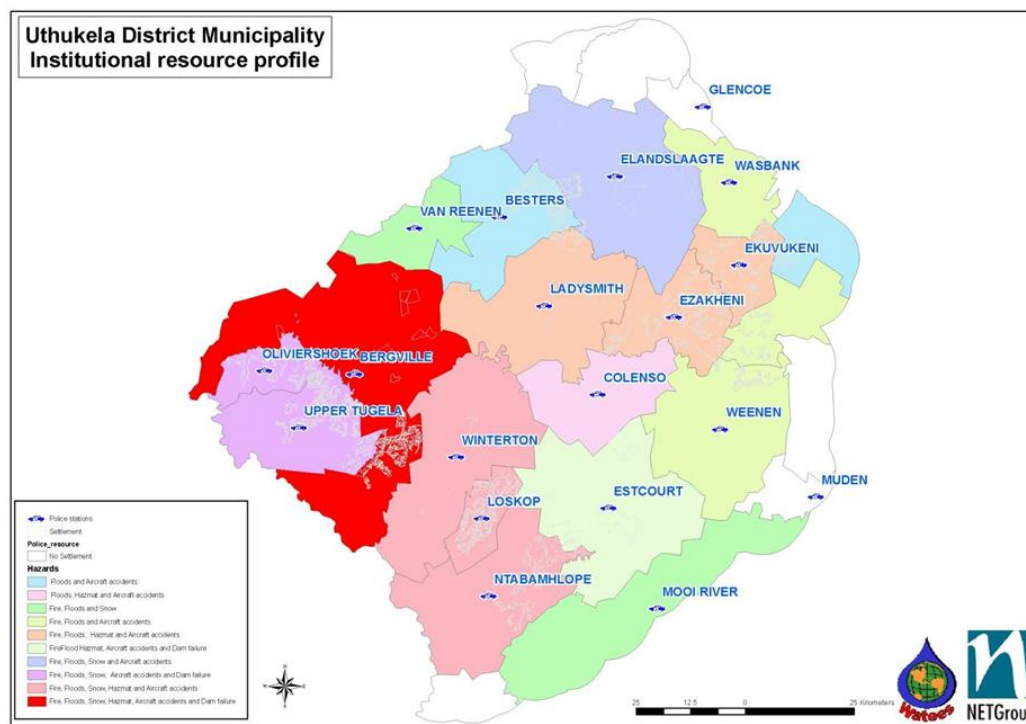 Uthukela District Municipality
Institutional resource profile
GLENCOE
ELANDSLAAGTE
WASBANK
BESTERS
VAN REENEN
EKUVUKENI
LADYSMITH
EZAKHENI
OLIVIERSHOEK
BERGVILLE
COLENSO
UPPER TUGELA
WEENEN
WINTERTON
MUDEN
LOSKOP
ESTCOURT
NTABAMHLOPE
MOOI RIVER
Police stations
Settlement
Police_resource
No Settlement
Hazards
Floods and Aircraft accidents
Floods, Hazmat and Aircraft accidents
Fire, Floods and Snow
Fire, Floods and Aircraft accidents
Fire, Floods, Hazmat and Aircraft accidents
FireFlood Hazmat, Aircraft accidents and Dam failure
Fire, Floods, Snow and Aircraft accidents
Fire, Floods, Snow, Aircraft accidents and Dam failure
Fire, Floods, Snow, Hazmat and Aircraft accidents
Fire, Floods, Snow, Hazmat, Aircraft accidents and Dam failure
25 12.5 0 25 Kilometers
Watees
NETGrou